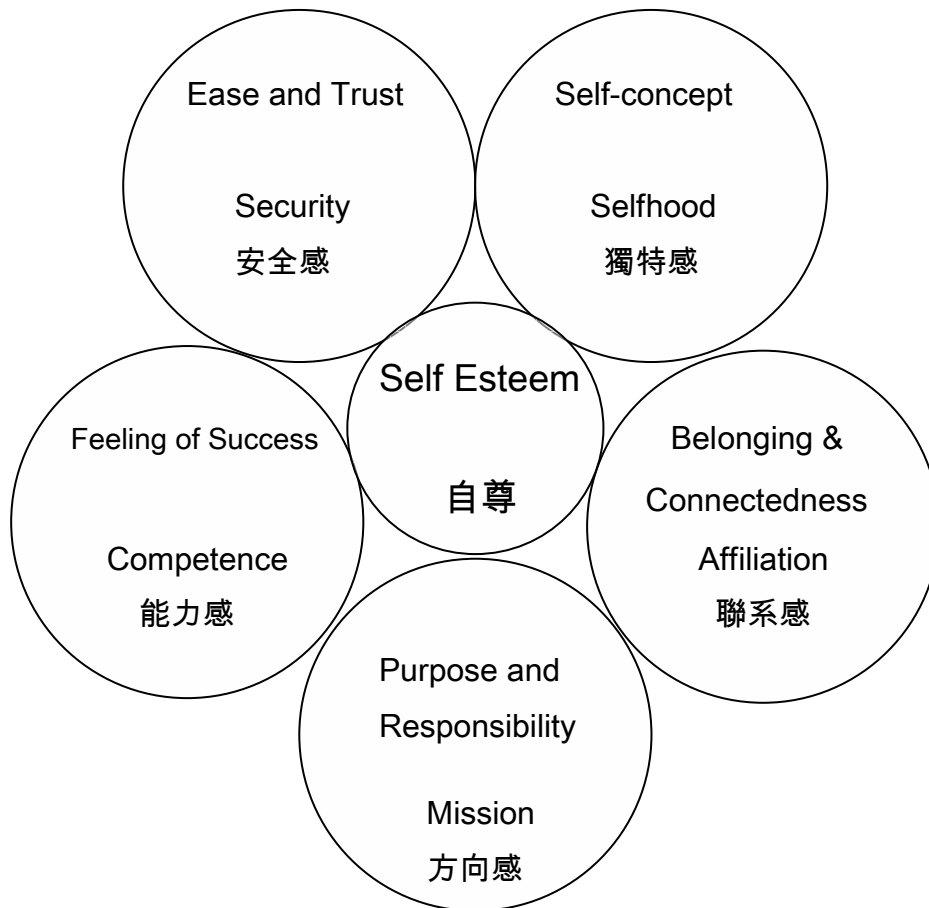 Ease and Trust
Security
安全感
Self-concept
Selfhood
獨特感
Self Esteem
自尊
Feeling of Success
Competence
能力感
Belonging &
Connectedness
Affiliation
聯系感
Purpose and
Responsibility
Mission
方向感